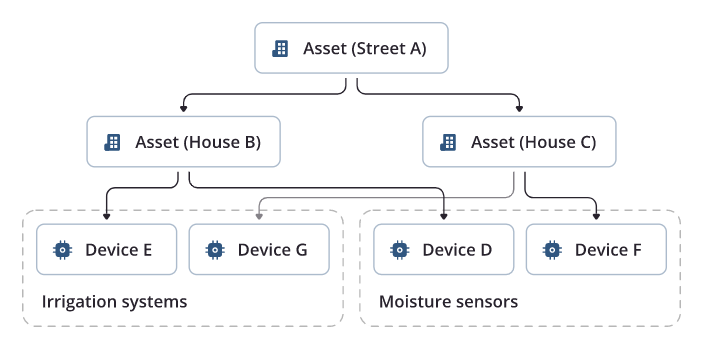 Asset (Street A)
Asset (House B)
Asset (House C)
Device E
Device G
Device D
Device F
Irrigation systems
Moisture sensors